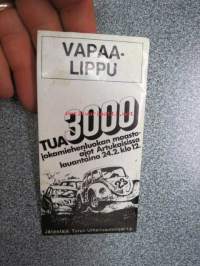 VAPAA-
LIPPU
TUA 3000
jokamiehenluokan maasto-
ajot Artukaisissa
lauantaina 24.2. klo 12.
Järjestää: Turun Urheiluautoilijat ry.